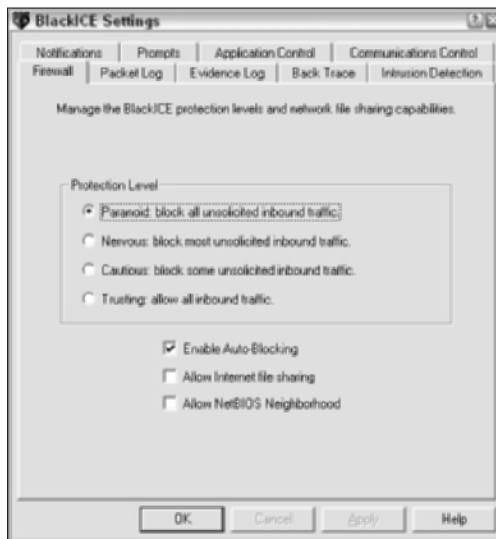 BlackICE Settings
Notifications Prompts Application Control Communications Control
Firewall Packet Log Evidence Log Back Trace Intrusion Detection
Manage the BlackICE protection levels and network file sharing capabilities.
Protection Level
Paranoid: block all unsolicited inbound traffic.
Nervous: block most unsolicited inbound traffic.
Cautious: block some unsolicited inbound traffic.
Trusting: allow all inbound traffic.
Enable Auto-Blocking
Allow Internet file sharing
Allow NetBIOS Neighborhood
OK Cancel Apply Help